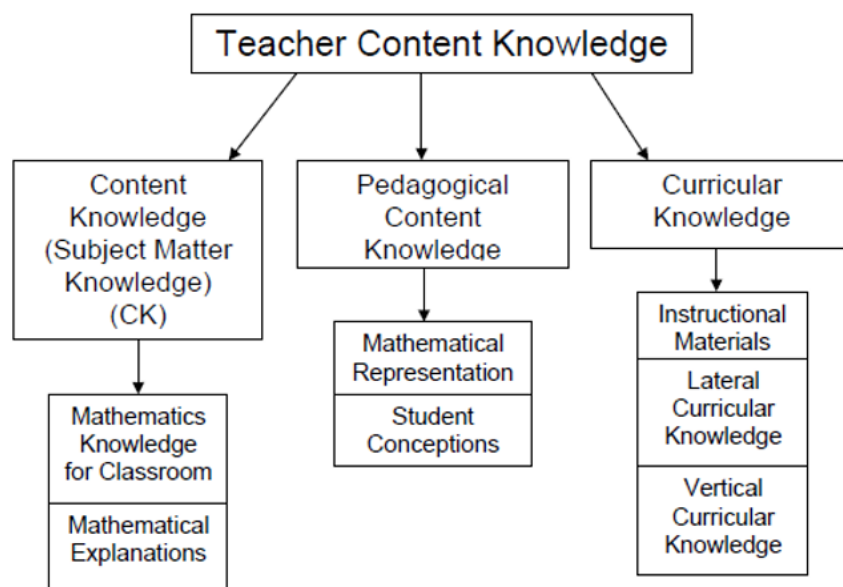 Teacher Content Knowledge
Content
Knowledge
(Subject Matter
Knowledge)
(CK)
Pedagogical
Content
Knowledge
Curricular
Knowledge
Mathematics
Knowledge
for Classroom
Mathematical
Explanations
Mathematical
Representation
Student
Conceptions
Instructional
Materials
Lateral
Curricular
Knowledge
Vertical
Curricular
Knowledge